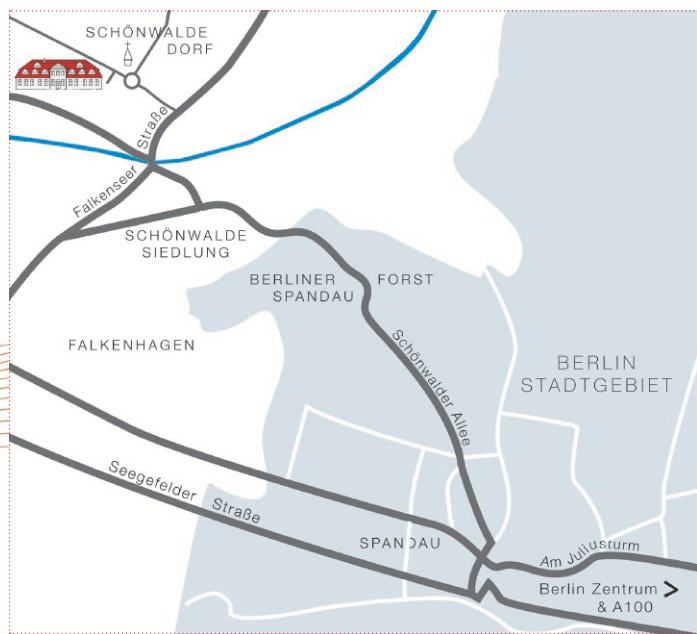 SCHÖNWALDE
DORF
Falkenseer Straße
SCHÖNWALDE
SIEDLUNG
BERLINER FORST
SPANDAU
FALKENHAGEN
Schönwalder Allee
BERLIN
STADTGEBIET
Seegefelder Straße
SPANDAU
Am Juliusturm
Berlin Zentrum >
& A100